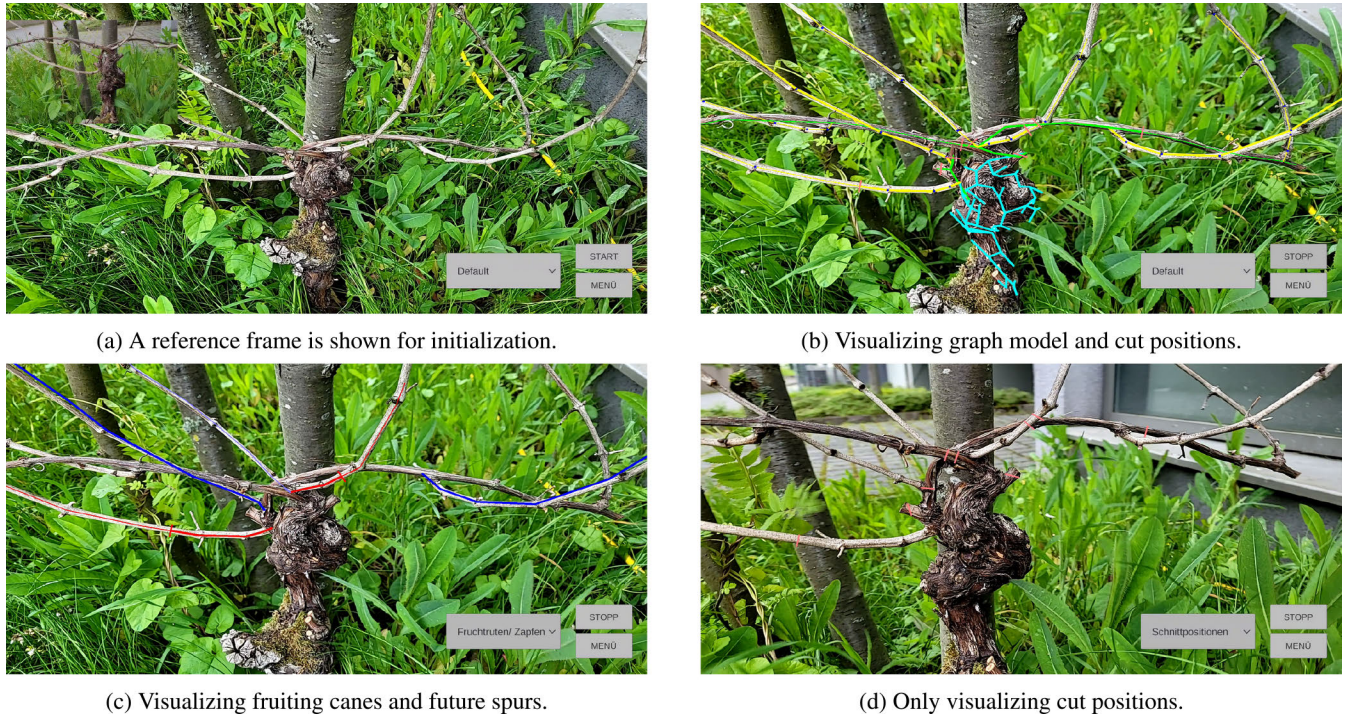 Default
START
MENÜ
(a) A reference frame is shown for initialization.
Default
STOPP
MENÜ
(b) Visualizing graph model and cut positions.
Fruchtruten/ Zapfen
STOPP
MENÜ
(c) Visualizing fruiting canes and future spurs.
Schnittpositionen
STOPP
MENÜ
(d) Only visualizing cut positions.